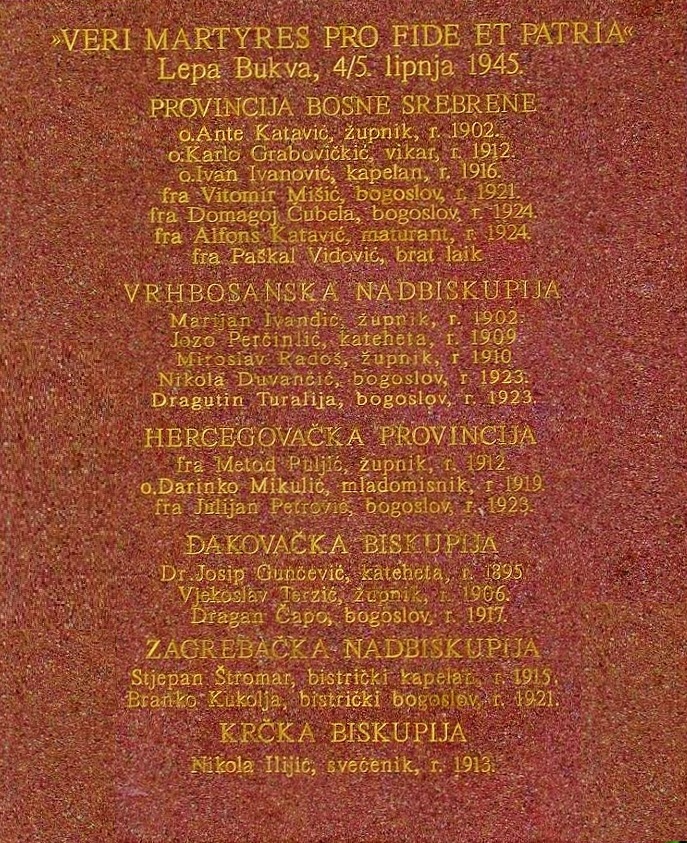 »VERI MARTYRES PRO FIDE ET PATRIA«
Lepa Bukva, 4/5. lipnja 1945.
PROVINCIJA BOSNE SREBRENE
o.Ante Katavić, župnik, r. 1902.
o.Karlo Grabovičkić, vikar, r. 1912.
o.Ivan Ivanović, kapelan, r. 1916.
fra Vitomir Mišić, bogoslov, r. 1921.
fra Domagoj Čubela, bogoslov, r. 1924.
fra Alfons Katavić, maturant, r. 1924.
fra Paškal Vidović, brat laik
VRHBOSANSKA NADBISKUPIJA
Marijan Ivandić, župnik, r. 1902.
Jozo Perčinlić, kateheta, r. 1909
Miroslav Radoš, župnik, r. 1910.
Nikola Duvančić, bogoslov, r 1923.
Dragutin Turalija, bogoslov, r. 1923.
HERCEGOVAČKA PROVINCIJA
fra Metod Puljić, župnik, r. 1912.
o.Darinko Mikulić, mladomisnik, r 1919.
fra Julijan Petrović, bogoslov, r. 1923.
ĐAKOVAČKA BISKUPIJA
Dr.Josip Gunčević, kateheta, r. 1895
Vjekoslav Terzić, župnik, r. 1906.
Dragan Čapo, bogoslov, r. 1917.
ZAGREBAČKA NADBISKUPIJA
Stjepan Štromar, bistrički kapelan, r. 1915.
Branko Kukolja, bistrički bogoslov, r. 1921.
KRČKA BISKUPIJA
Nikola Ilijić, svećenik, r. 1913.